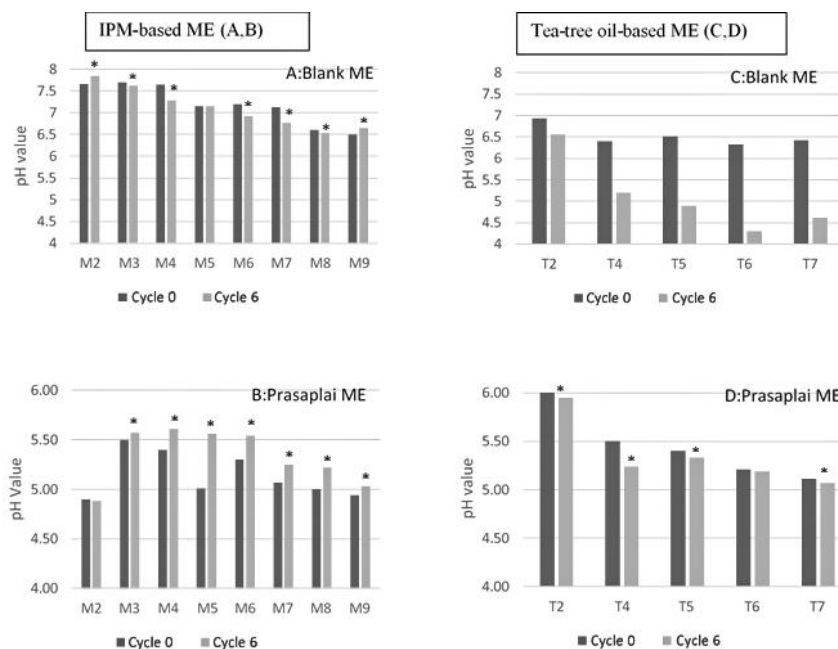 IPM-based ME (A,B)
A:Blank ME
pH value
8
7.5
7
6.5
6
5.5
5
4.5
4
* * * * * * *
M2 M3 M4 M5 M6 M7 M8 M9
Cycle 0 Cycle 6
Tea-tree oil-based ME (C,D)
C:Blank ME
pH value
8
7.5
7
6.5
6
5.5
5
4.5
4
T2 T4 T5 T6 T7
Cycle 0 Cycle 6
B:Prasaplai ME
pH Value
6.00
5.50
5.00
4.50
4.00
* * * * * * *
M2 M3 M4 M5 M6 M7 M8 M9
Cycle 0 Cycle 6
D:Prasaplai ME
pH Value
6.00
5.50
5.00
4.50
4.00
* * * *
T2 T4 T5 T6 T7
Cycle 0 Cycle 6